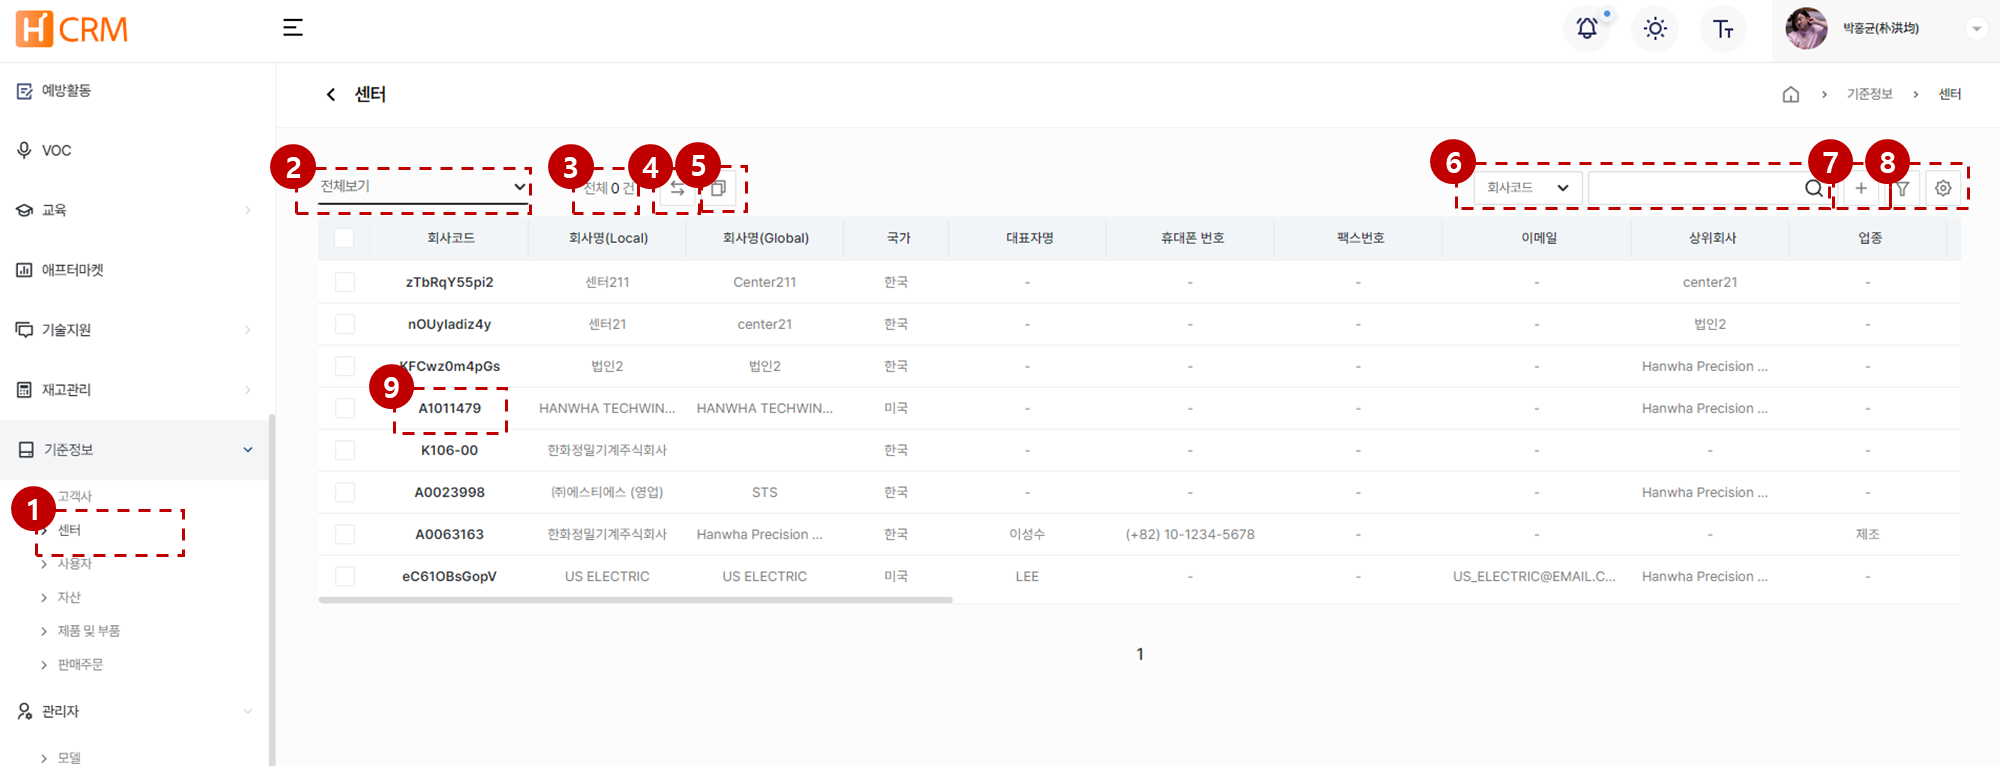 H CRM
박홍균(朴洪均)
예방활동
VOC
교육
애프터마켓
기술지원
재고관리
기준정보
고객사
1
센터
사용자
자산
제품 및 부품
판매주문
관리자
모델
센터
기준정보
센터
2
3
4
5
6
7
8
전체보기
전체 0 건
회사코드
회사코드 회사명(Local) 회사명(Global) 국가 대표자명 휴대폰 번호 팩스번호 이메일 상위회사 업종
zTbRqY55pi2 센터211 Center211 한국 - - - - center21 -
nOUyladiz4y 센터21 center21 한국 - - - - 법인2 -
KFCwz0m4pGs 법인2 법인2 한국 - - - - Hanwha Precision ... -
9
A1011479 HANWHA TECHWIN... HANWHA TECHWIN... 미국 - - - - Hanwha Precision ... -
K106-00 한화정밀기계주식회사 한국 - - - - - -
A0023998 ㈜에스티에스 (영업) STS 한국 - - - - Hanwha Precision ... -
A0063163 한화정밀기계주식회사 Hanwha Precision ... 한국 이성수 (+82) 10-1234-5678 - - - 제조
eC61OBsGopV US ELECTRIC US ELECTRIC 미국 LEE - - US_ELECTRIC@EMAIL.C... Hanwha Precision ... -
1